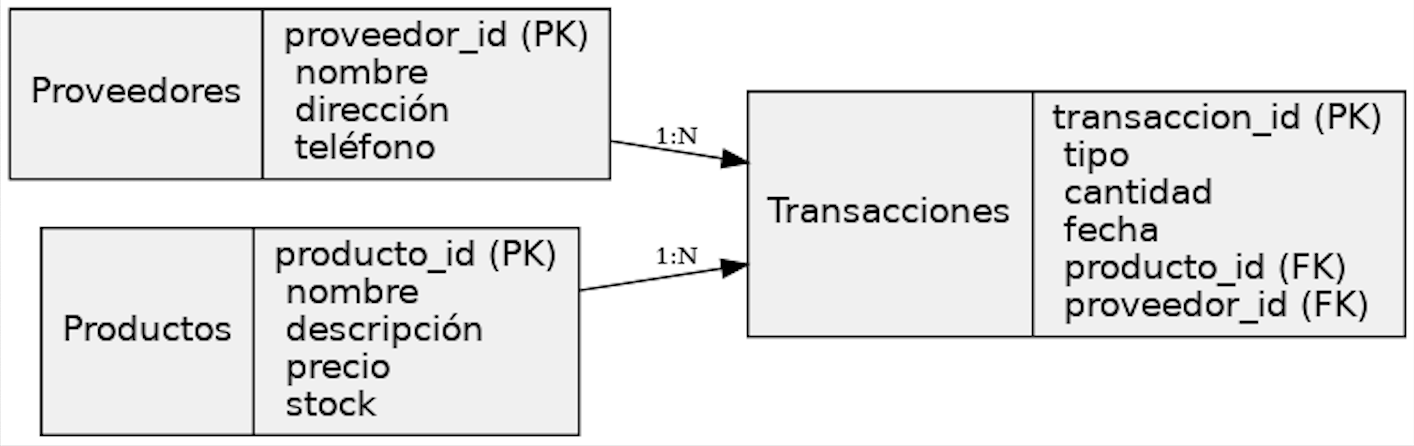 Proveedores
proveedor_id (PK)
nombre
dirección
teléfono
1:N
Productos
producto_id (PK)
nombre
descripción
precio
stock
1:N
Transacciones
transaccion_id (PK)
tipo
cantidad
fecha
producto_id (FK)
proveedor_id (FK)